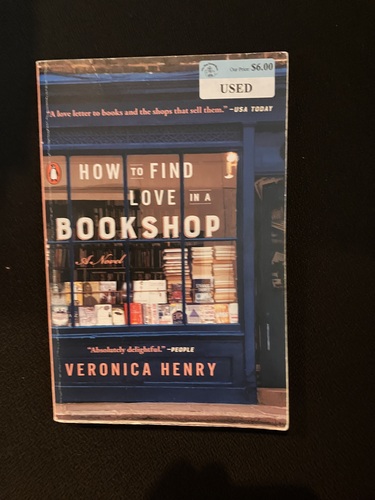 Our Price: $6.00
USED
"A love letter to books and the shops that sell them." —USA TODAY
HOW TO FIND
LOVE IN A
BOOKSHOP
A Novel
"Absolutely delightful." —PEOPLE
VERONICA HENRY